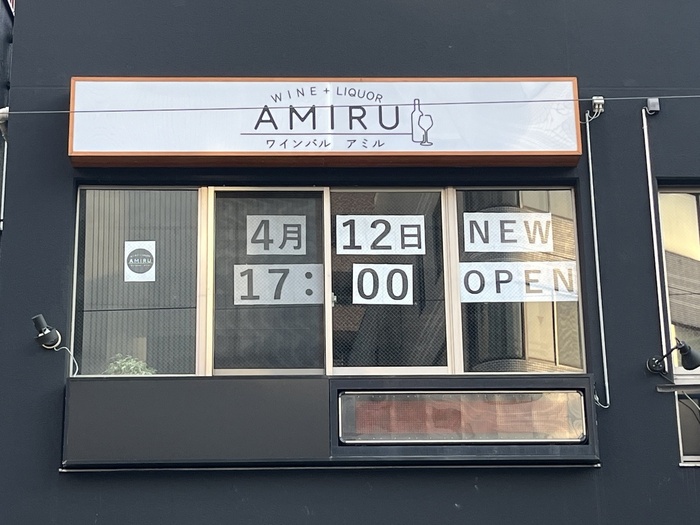 WINE + LIQUOR
AMIRU
ワインバル アミル
AMIRU
4月 12日 NEW
17:00 OPEN